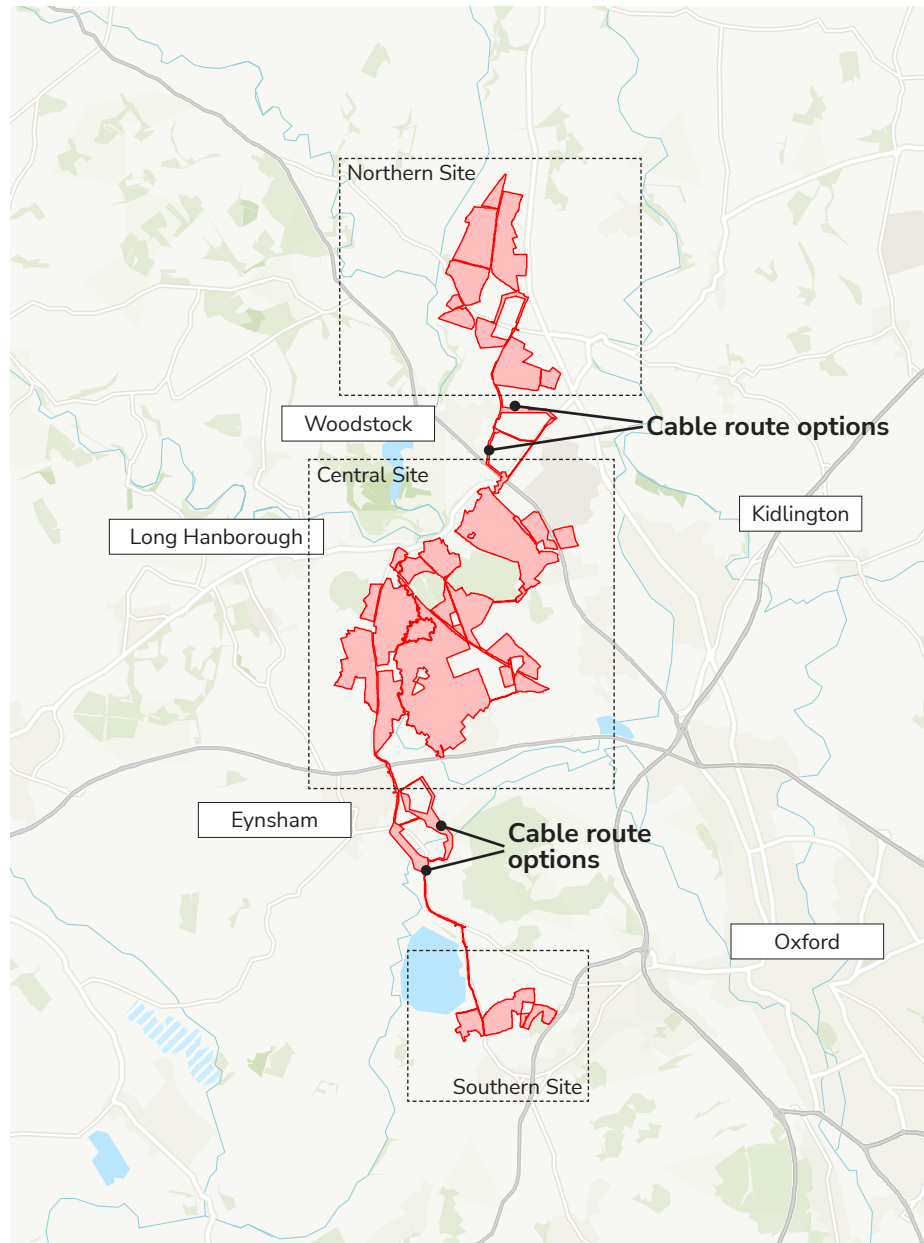 Northern Site
Woodstock
Cable route options
Central Site
Kidlington
Long Hanborough
Eynsham
Cable route
options
Oxford
Southern Site